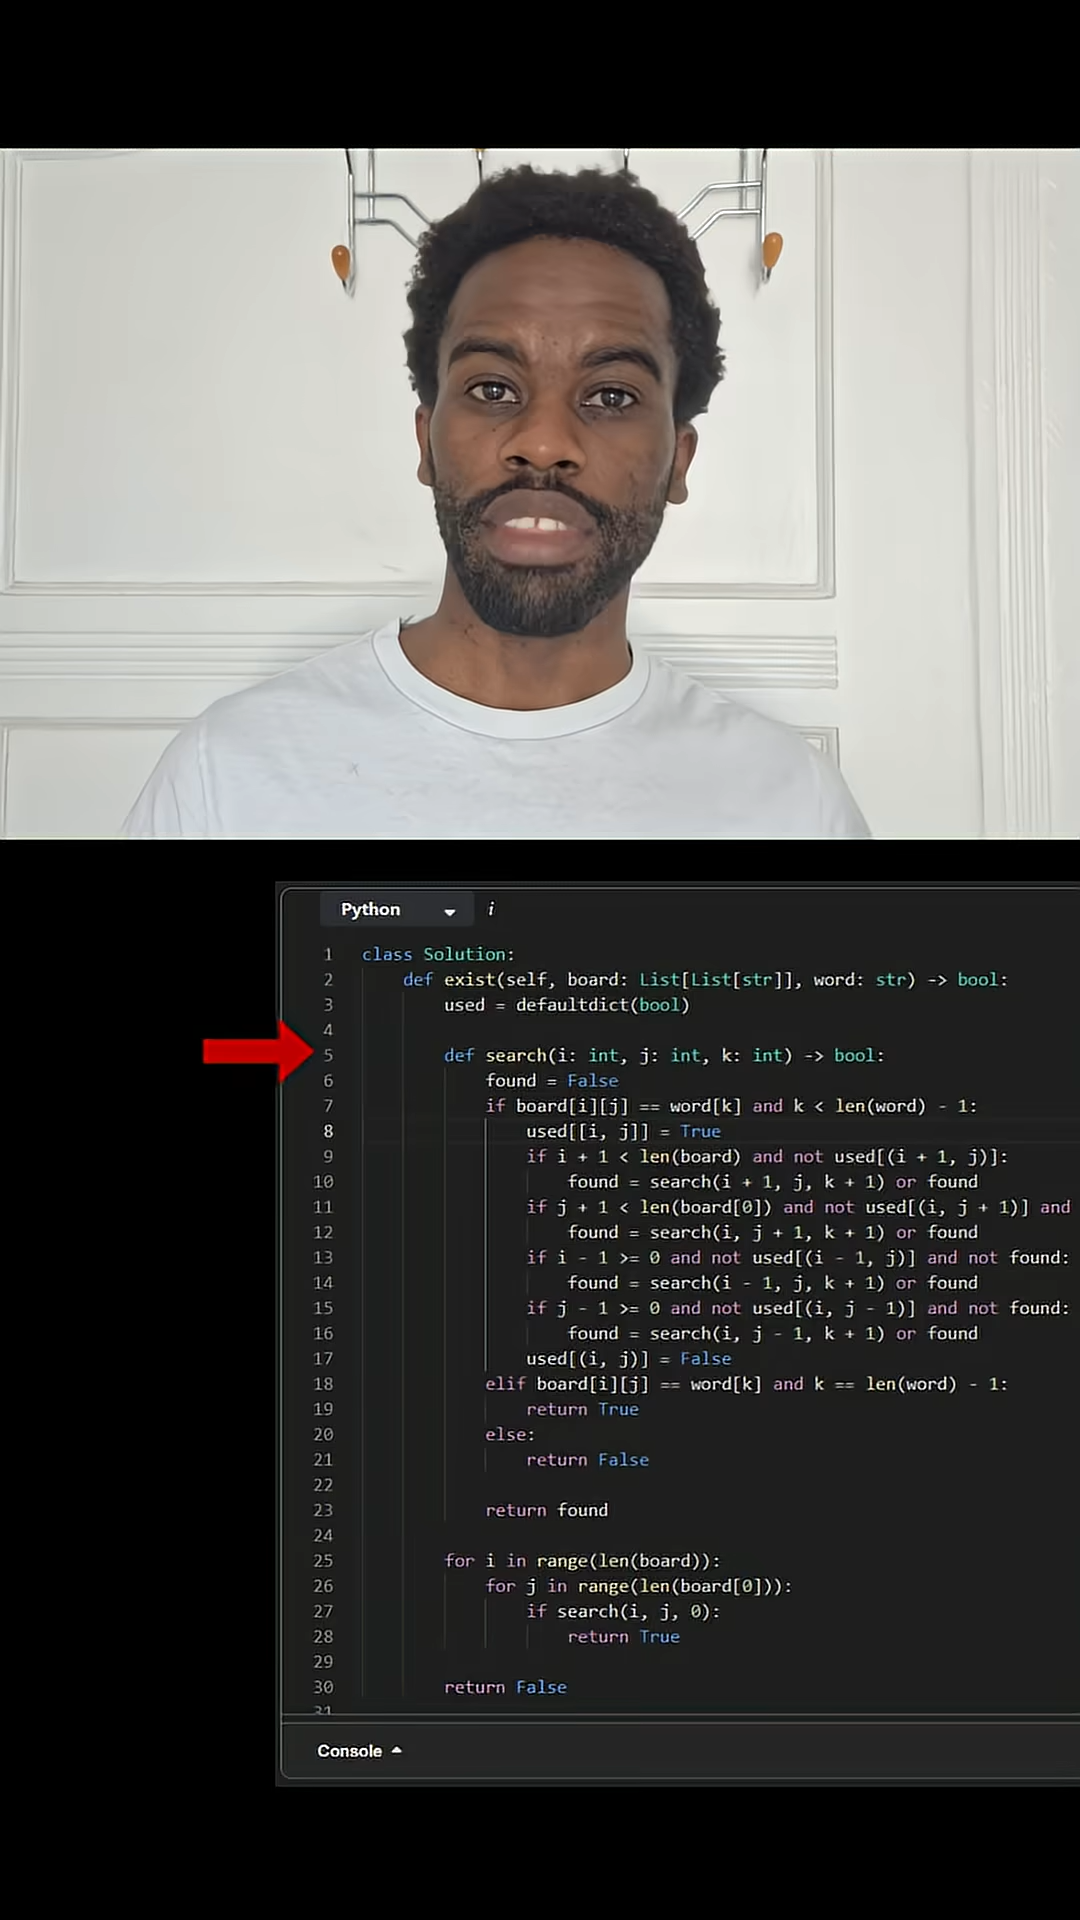 Python i
1 class Solution:
2 def exist(self, board: List[List[str]], word: str) -> bool:
3 used = defaultdict(bool)
4
5 def search(i: int, j: int, k: int) -> bool:
6 found = False
7 if board[i][j] == word[k] and k < len(word) - 1:
8 used[[i, j]] = True
9 if i + 1 < len(board) and not used[(i + 1, j)]:
10 found = search(i + 1, j, k + 1) or found
11 if j + 1 < len(board[0]) and not used[(i, j + 1)] and
12 found = search(i, j + 1, k + 1) or found
13 if i - 1 >= 0 and not used[(i - 1, j)] and not found:
14 found = search(i - 1, j, k + 1) or found
15 if j - 1 >= 0 and not used[(i, j - 1)] and not found:
16 found = search(i, j - 1, k + 1) or found
17 used[(i, j)] = False
18 elif board[i][j] == word[k] and k == len(word) - 1:
19 return True
20 else:
21 return False
22
23 return found
24
25 for i in range(len(board)):
26 for j in range(len(board[0])):
27 if search(i, j, 0):
28 return True
29
30 return False
31
Console